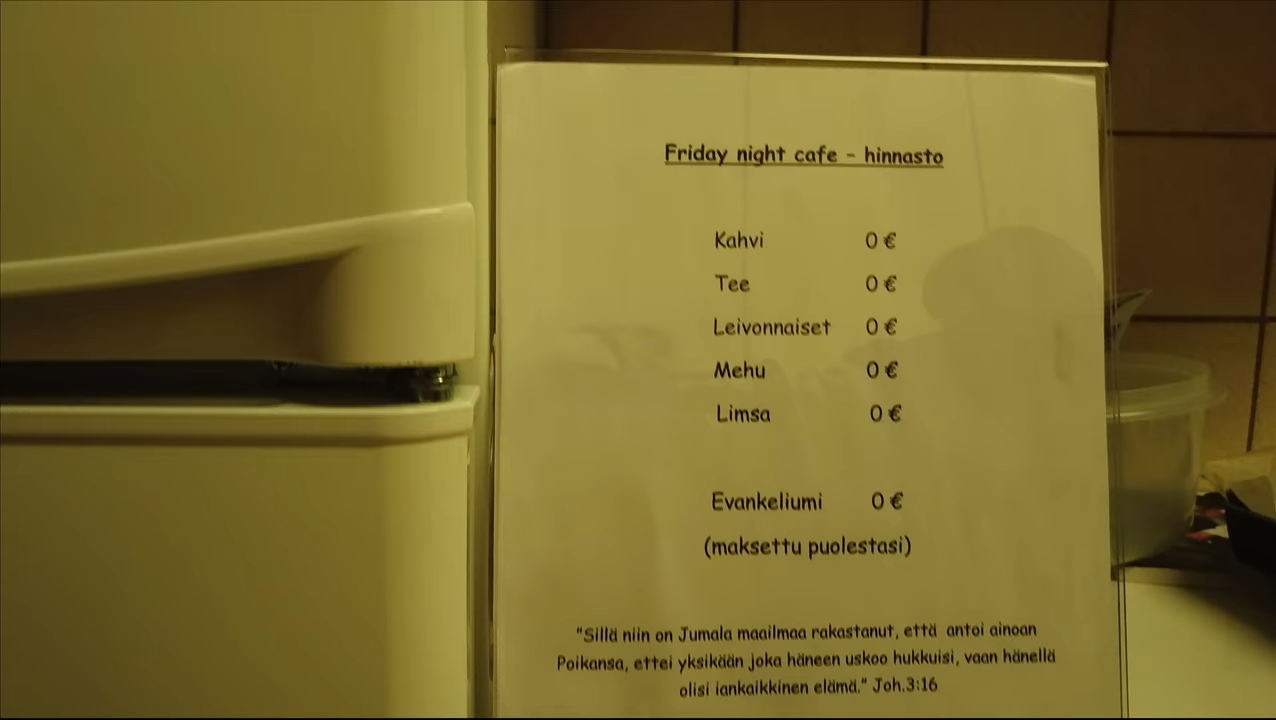 Friday night cafe - hinnasto
Kahvi 0 €
Tee 0 €
Leivonnaiset 0 €
Mehu 0 €
Limsa 0 €
Evankeliumi 0 €
(maksettu puolestasi)
"Sillä niin on Jumala maailmaa rakastanut, että antoi ainoan
Poikansa, ettei yksikään joka häneen uskoo hukkuisi, vaan hänellä
olisi iankaikkinen elämä." Joh.3:16